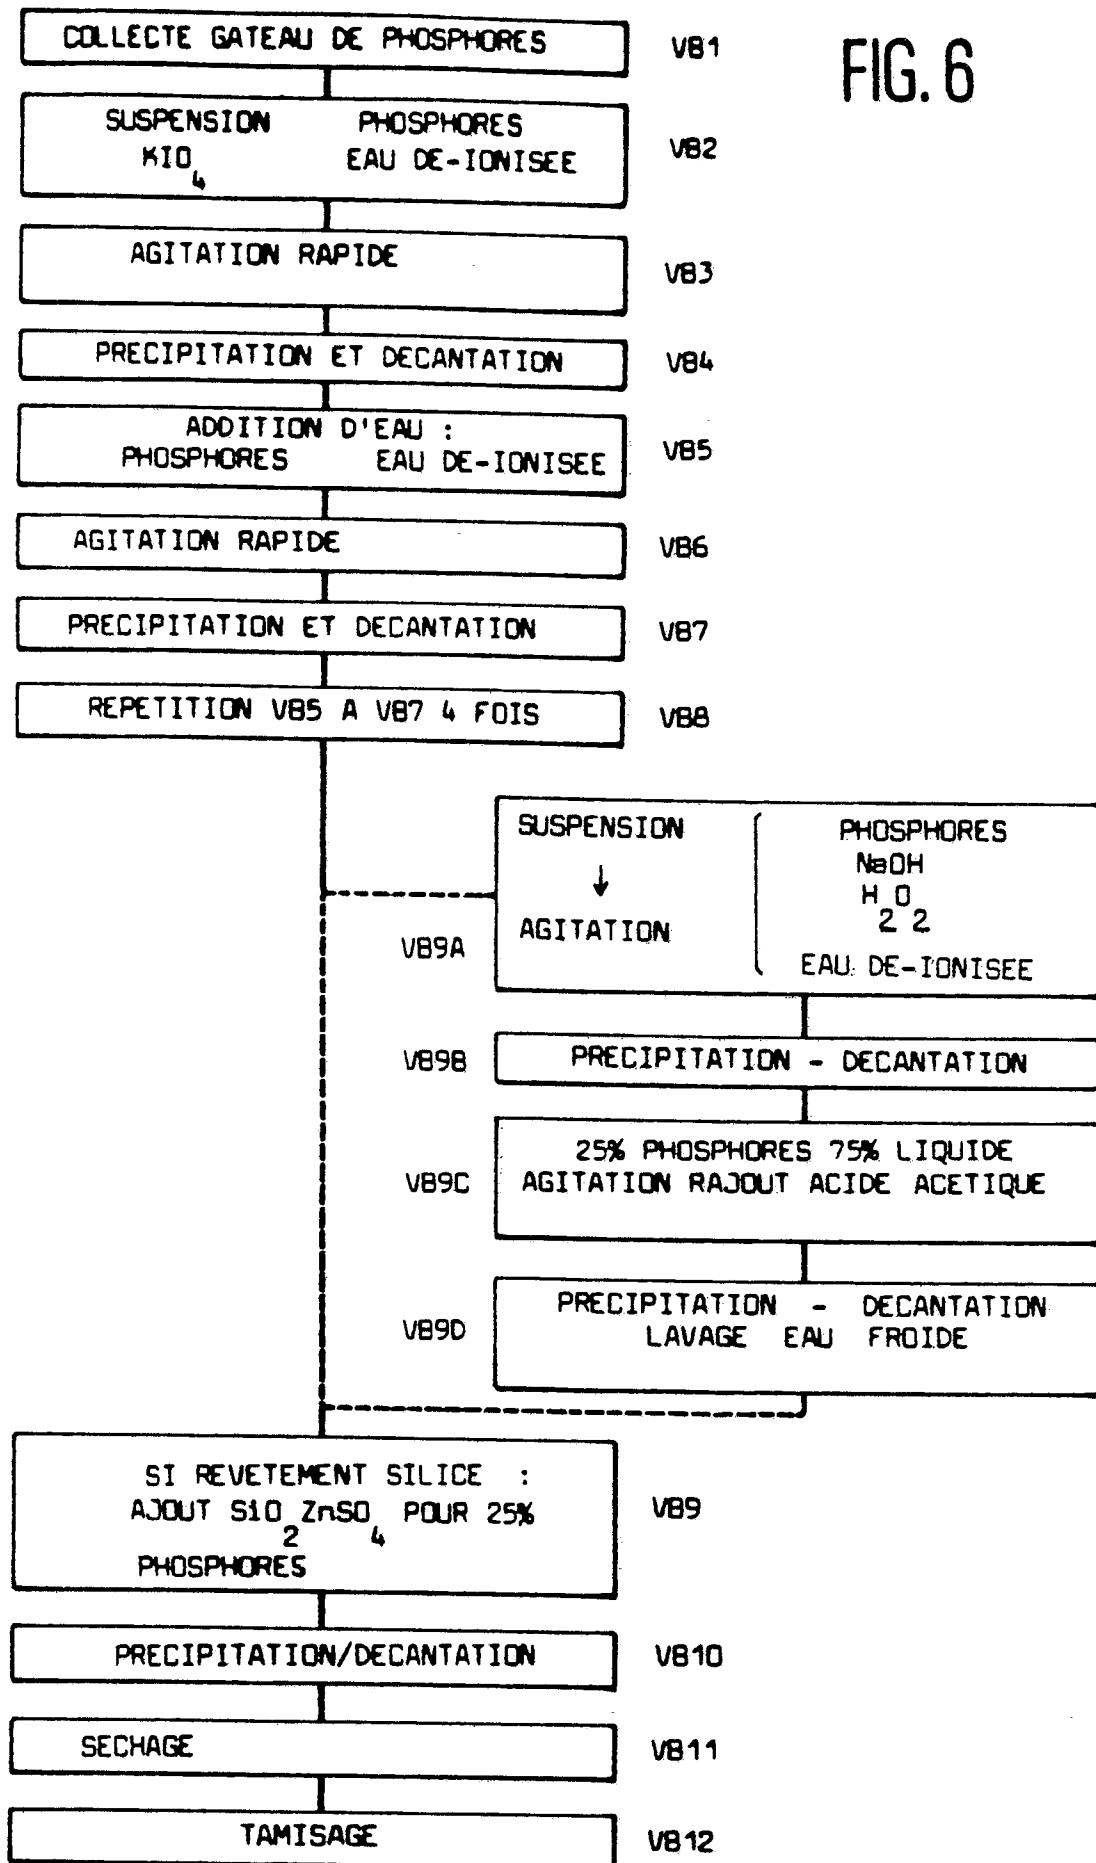 FIG. 6
COLLECTE GATEAU DE PHOSPHORES VB1
SUSPENSION PHOSPHORES
KIO4 EAU DE-IONISEE VB2
AGITATION RAPIDE VB3
PRECIPITATION ET DECANTATION VB4
ADDITION D'EAU :
PHOSPHORES EAU DE-IONISEE VB5
AGITATION RAPIDE VB6
PRECIPITATION ET DECANTATION VB7
REPETITION VB5 A VB7 4 FOIS VB8
SUSPENSION PHOSPHORES
↓ NaOH
H2O2
AGITATION
EAU DE-IONISEE
VB9A
VB9B PRECIPITATION - DECANTATION
25% PHOSPHORES 75% LIQUIDE
VB9C AGITATION RAJOUT ACIDE ACETIQUE
PRECIPITATION - DECANTATION
VB9D LAVAGE EAU FROIDE
SI REVETEMENT SILICE :
AJOUT SiO2 ZnSO4 POUR 25% VB9
PHOSPHORES
PRECIPITATION/DECANTATION VB10
SECHAGE VB11
TAMISAGE VB12